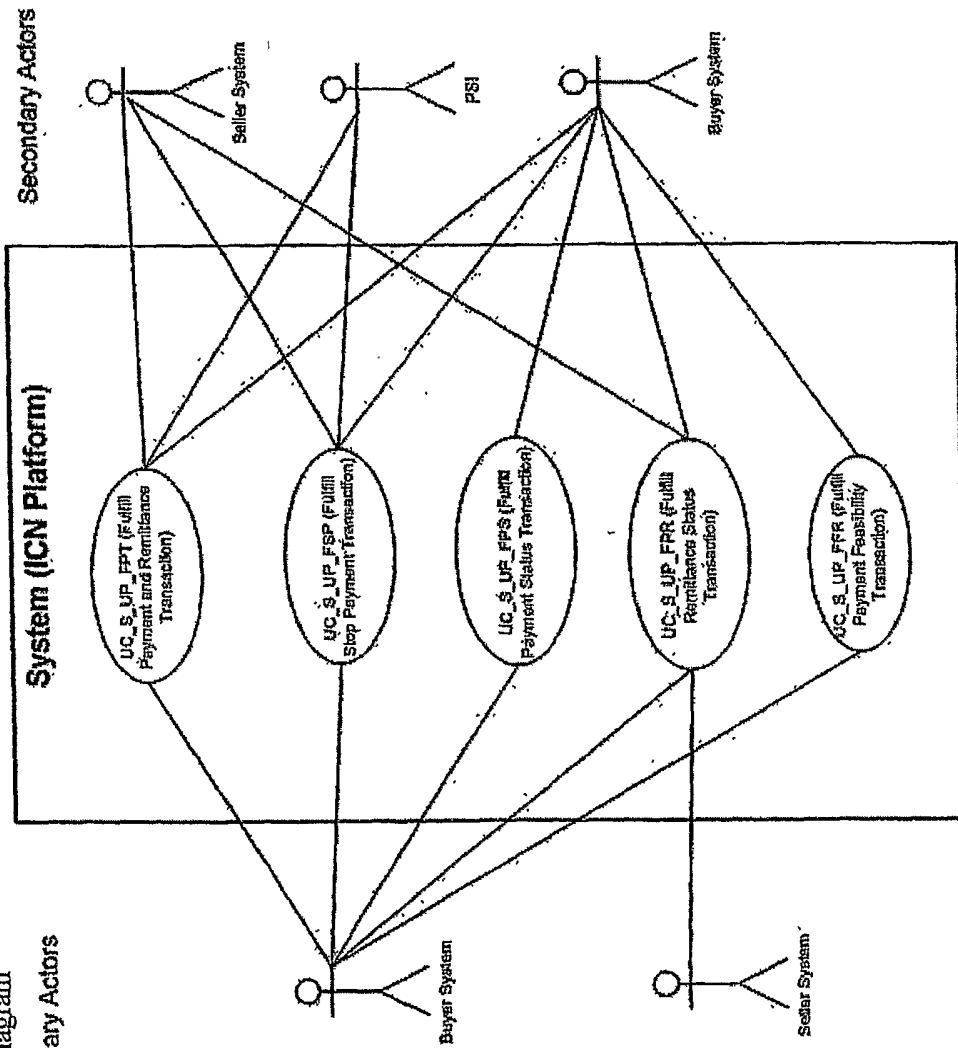 agram
ary Actors
Secondary Actors
System (ICN Platform)
Buyer System
Seller System
UC_S_UP_FPT (Fulfill
Payment and Remittance
Transaction)
UC_S_UP_FSP (Fulfill
Stop Payment Transaction)
UC_S_UP_FPS (Fulfill
Payment Status Transaction)
UC_S_UP_FPR (Fulfill
Remittance Status
Transaction)
UC_S_UP_FFR (Fulfill
Payment Feasibility
Transaction)
Seller System
PSI
Buyer System